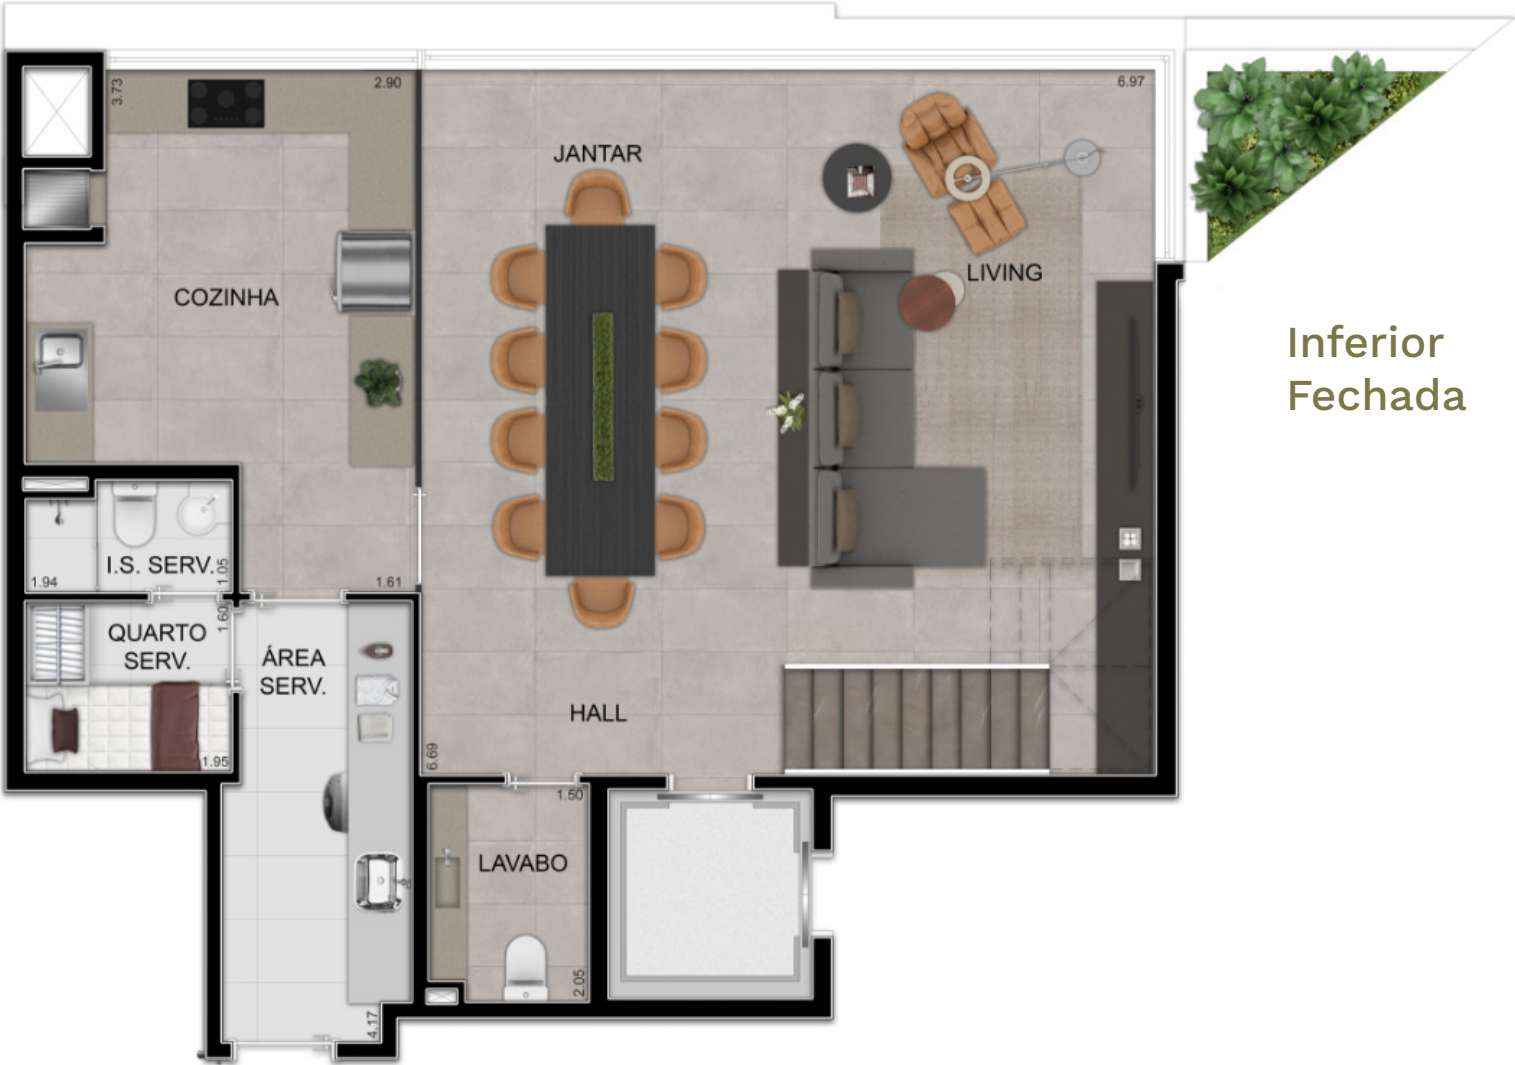 3.73
2.90
6.97
JANTAR
LIVING
COZINHA
Inferior
Fechada
I.S. SERV.
1.05
1.94
1.61
1.60
QUARTO
SERV.
ÁREA
SERV.
HALL
6.69
1.95
1.50
LAVABO
2.05
4.17